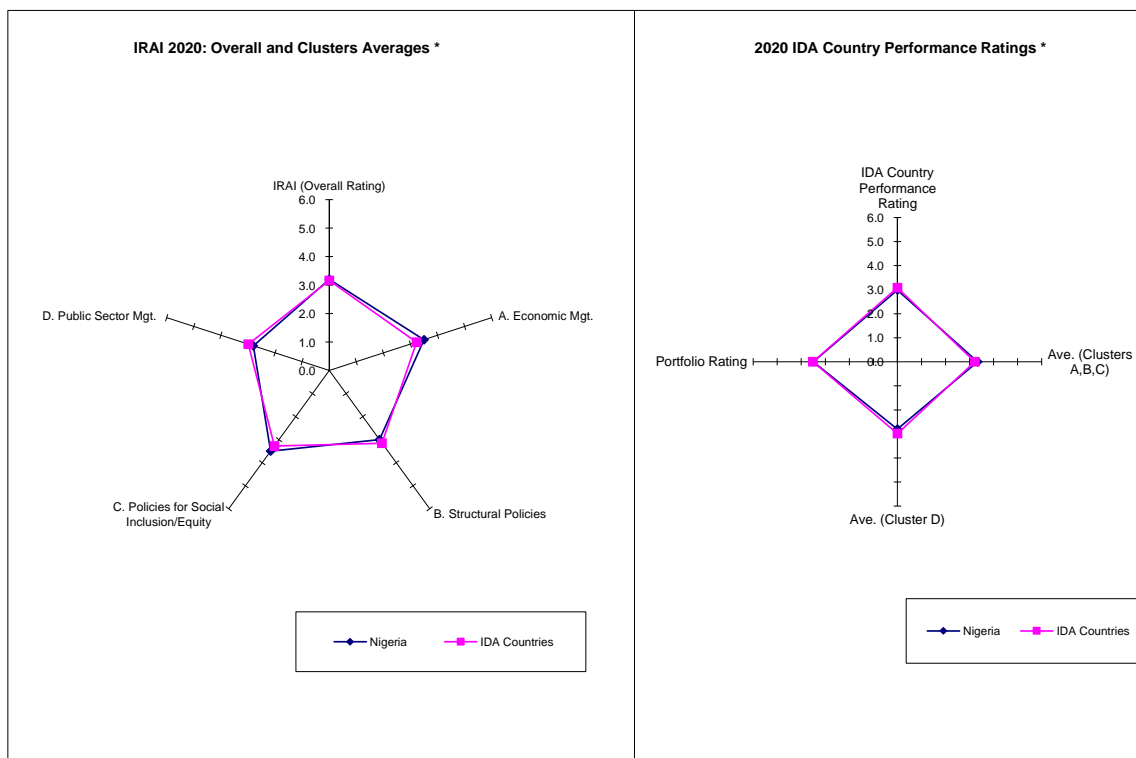 IRAI 2020: Overall and Clusters Averages *
IRAI (Overall Rating)
6.0
5.0
4.0
3.0
2.0
1.0
0.0
A. Economic Mgt.
B. Structural Policies
C. Policies for Social
Inclusion/Equity
D. Public Sector Mgt.
Nigeria
IDA Countries
2020 IDA Country Performance Ratings *
IDA Country
Performance
Rating
6.0
5.0
4.0
3.0
2.0
1.0
0.0
Ave. (Clusters
A,B,C)
Ave. (Cluster D)
Portfolio Rating
Nigeria
IDA Countries